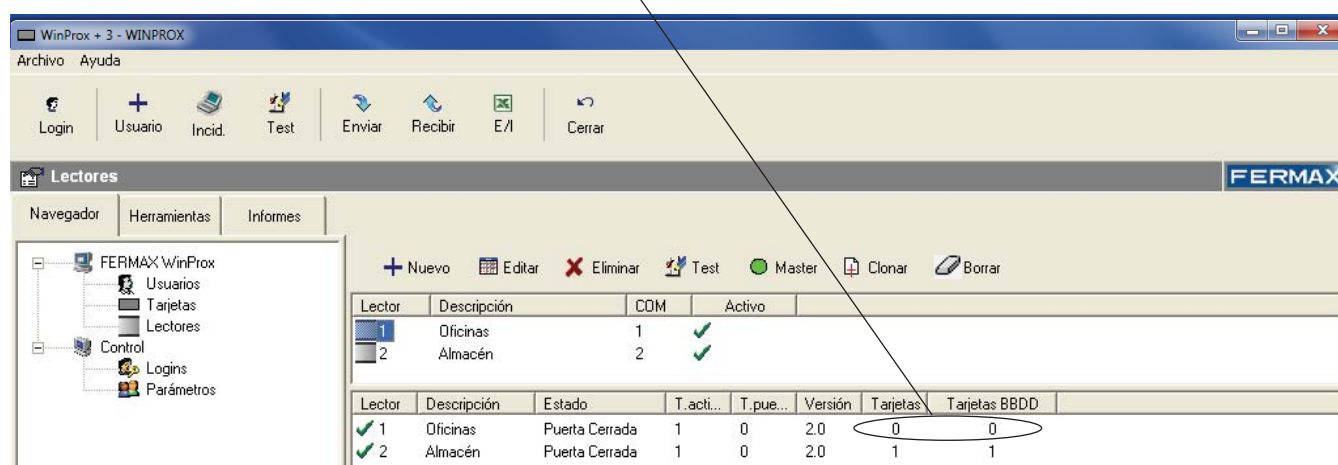 WinProx + 3 - WINPROX
Archivo Ayuda
Login Usuario Incid. Test Enviar Recibir E/I Cerrar
Lectores FERMAX
Navegador Herramientas Informes
FERMAX WinProx
Usuarios
Tarjetas
Lectores
Control
Logins
Parámetros
Nuevo Editar Eliminar Test Master Clonar Borrar
Lector Descripción COM Activo
1 Oficinas 1
2 Almacén 2
Lector Descripción Estado T.acti... T.pue... Versión Tarjetas Tarjetas BBDD
1 Oficinas Puerta Cerrada 1 0 2.0 0 0
2 Almacén Puerta Cerrada 1 0 2.0 1 1